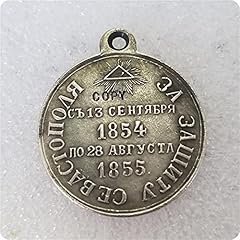 COPY
СЪ 13 СЕНТЯБРЯ
1854
ПО 28 АВГУСТА
1855.
ЗА ЗАЩИТУ СЕВАСТОПОЛЯ